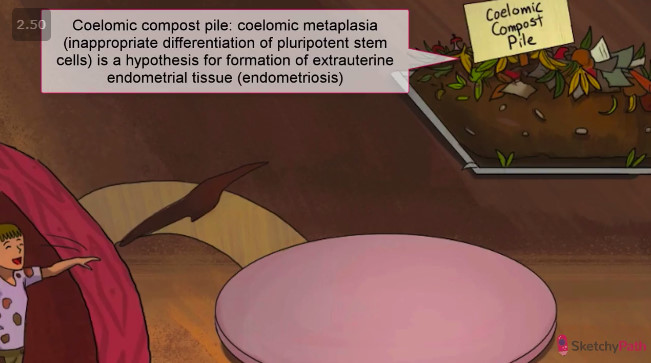 2.50
Coelomic compost pile: coelomic metaplasia
(inappropriate differentiation of pluripotent stem
cells) is a hypothesis for formation of extrauterine
endometrial tissue (endometriosis)
Coelomic
Compost
Pile
SketchyPath